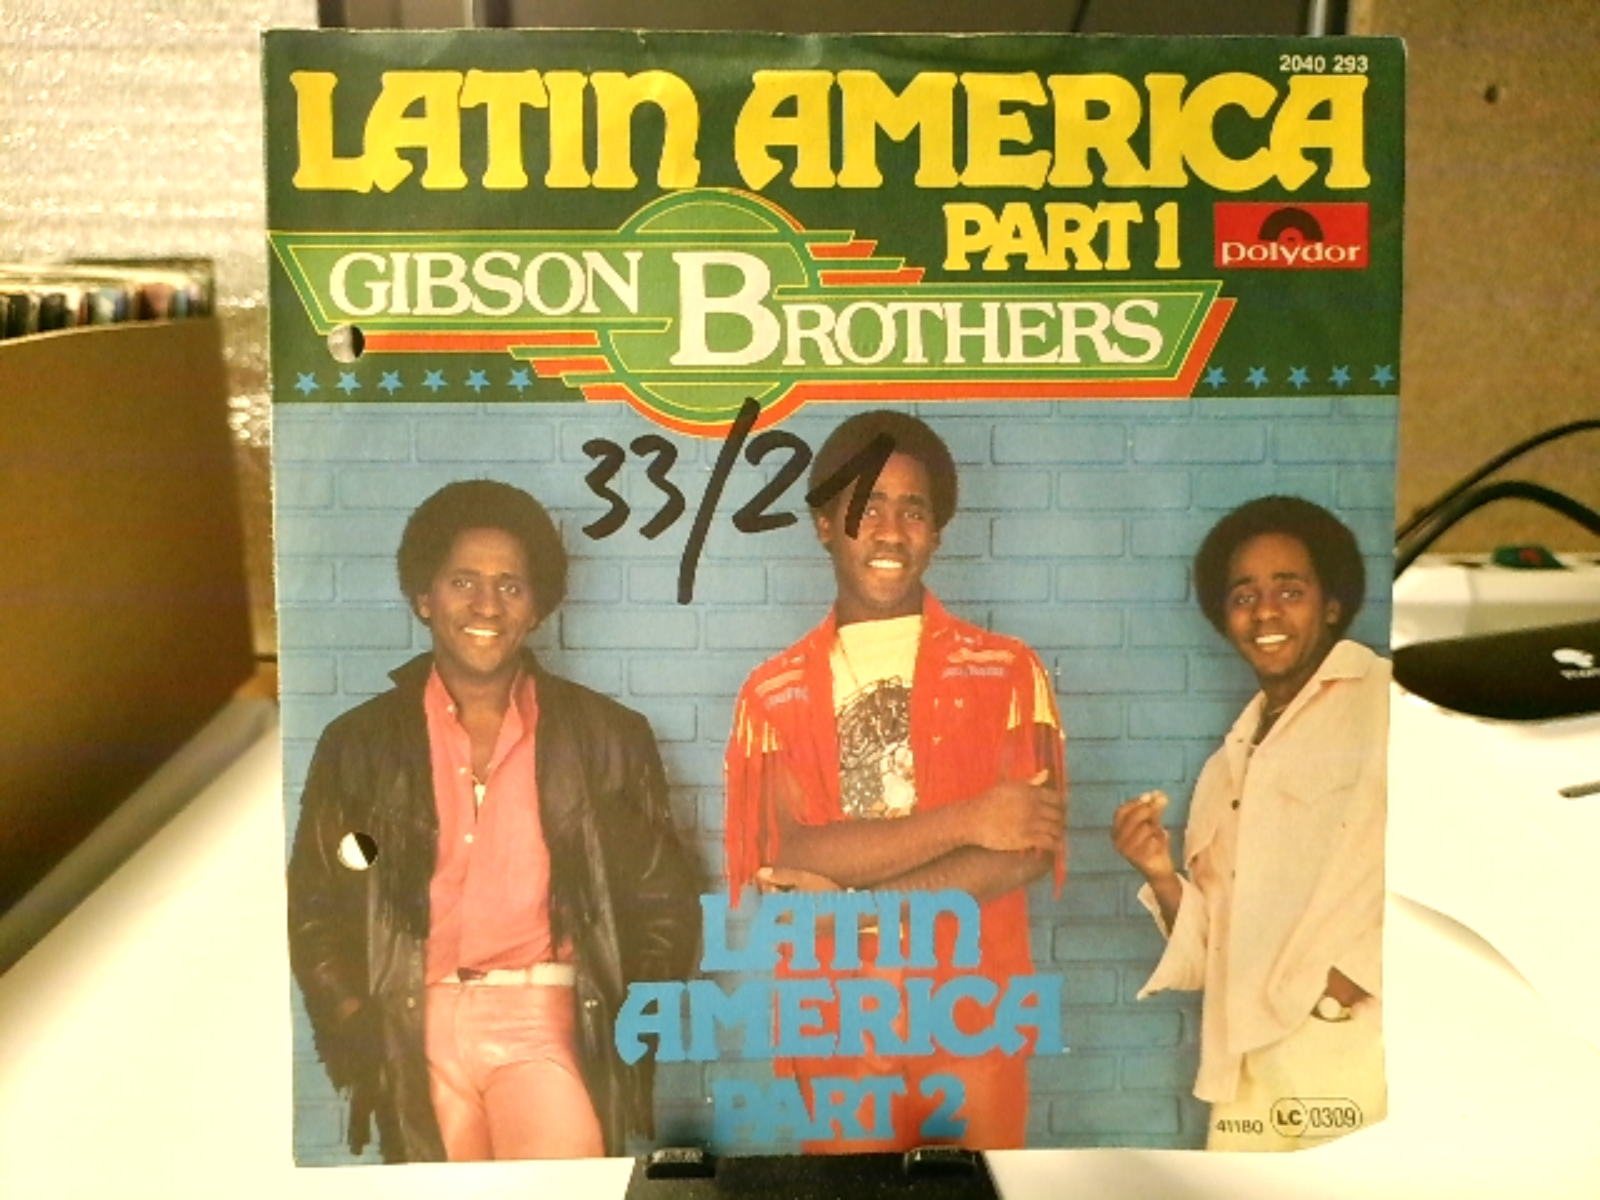 2040 293
LATIN AMERICA
PART 1
polydor
GIBSON BROTHERS
33/21
LATIN
AMERICA
PART 2
41180 LC 0309